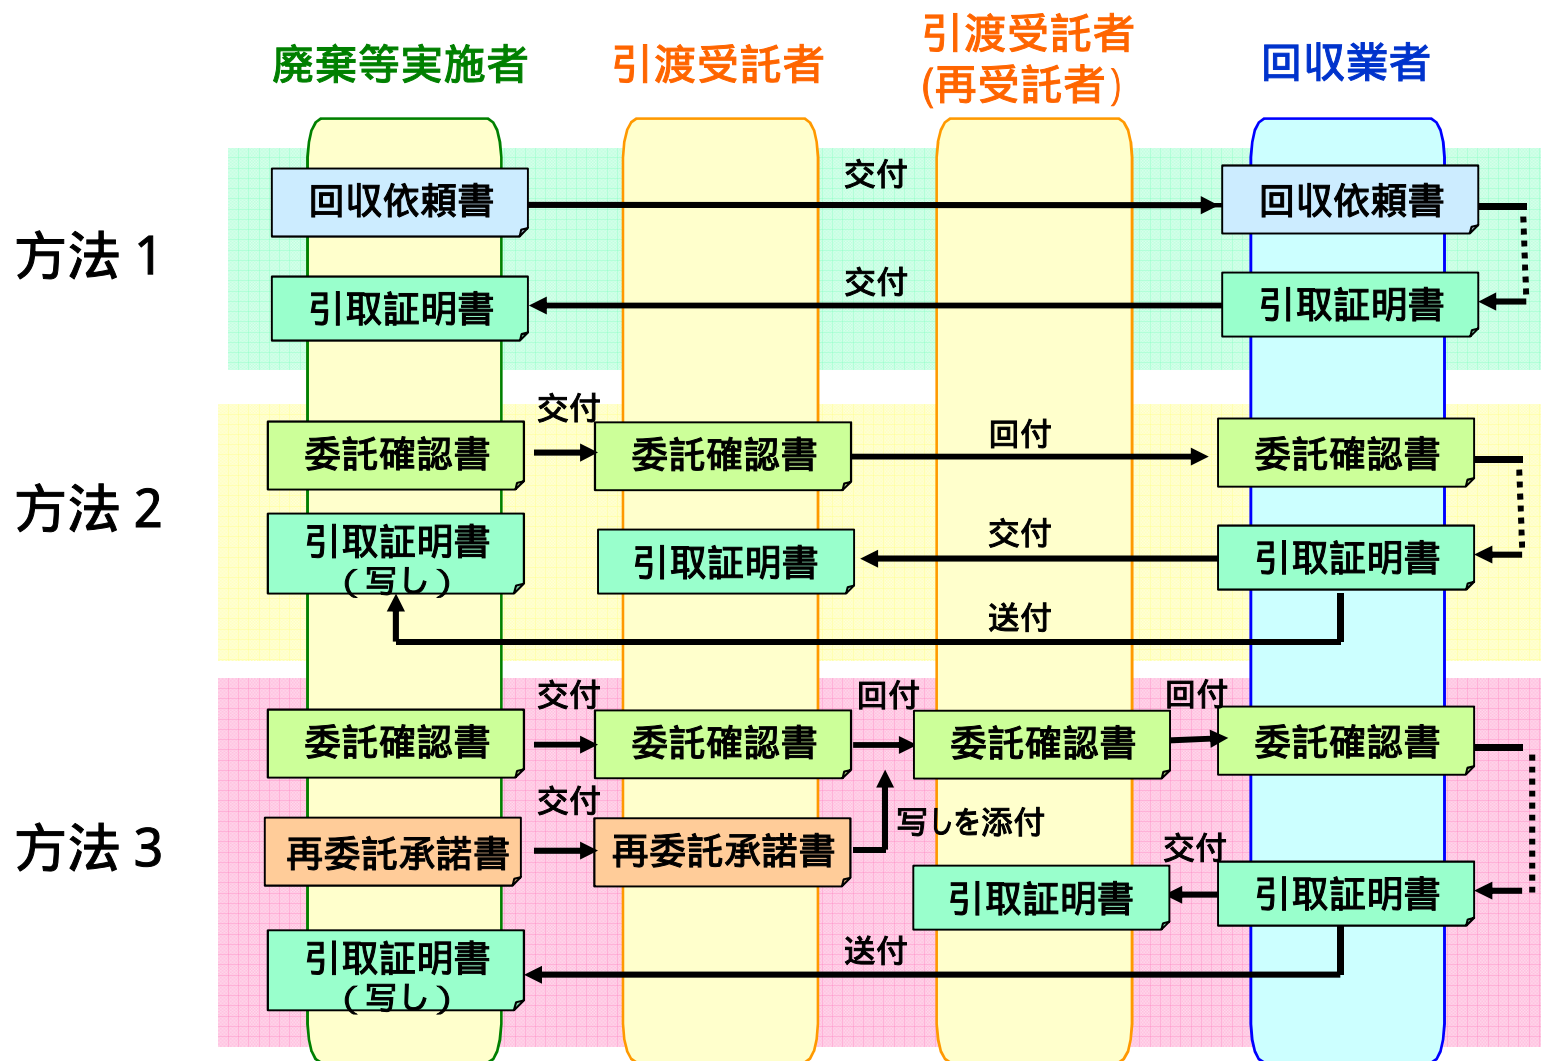 廃棄等実施者
引渡受託者
引渡受託者
(再受託者)
回収業者
方法 1
交付
回収依頼書
回収依頼書
交付
引取証明書
引取証明書
方法 2
交付
回付
委託確認書
委託確認書
委託確認書
交付
引取証明書
(写し)
引取証明書
引取証明書
送付
方法 3
交付
回付
回付
委託確認書
委託確認書
委託確認書
委託確認書
交付
写しを添付
再委託承諾書
再委託承諾書
交付
引取証明書
引取証明書
送付
引取証明書
(写し)